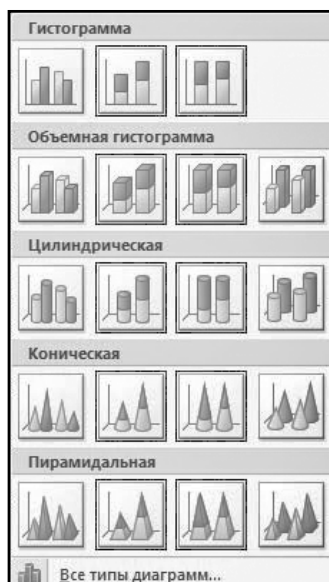 Гистограмма
Объемная гистограмма
Цилиндрическая
Коническая
Пирамидальная
Все типы диаграмм...